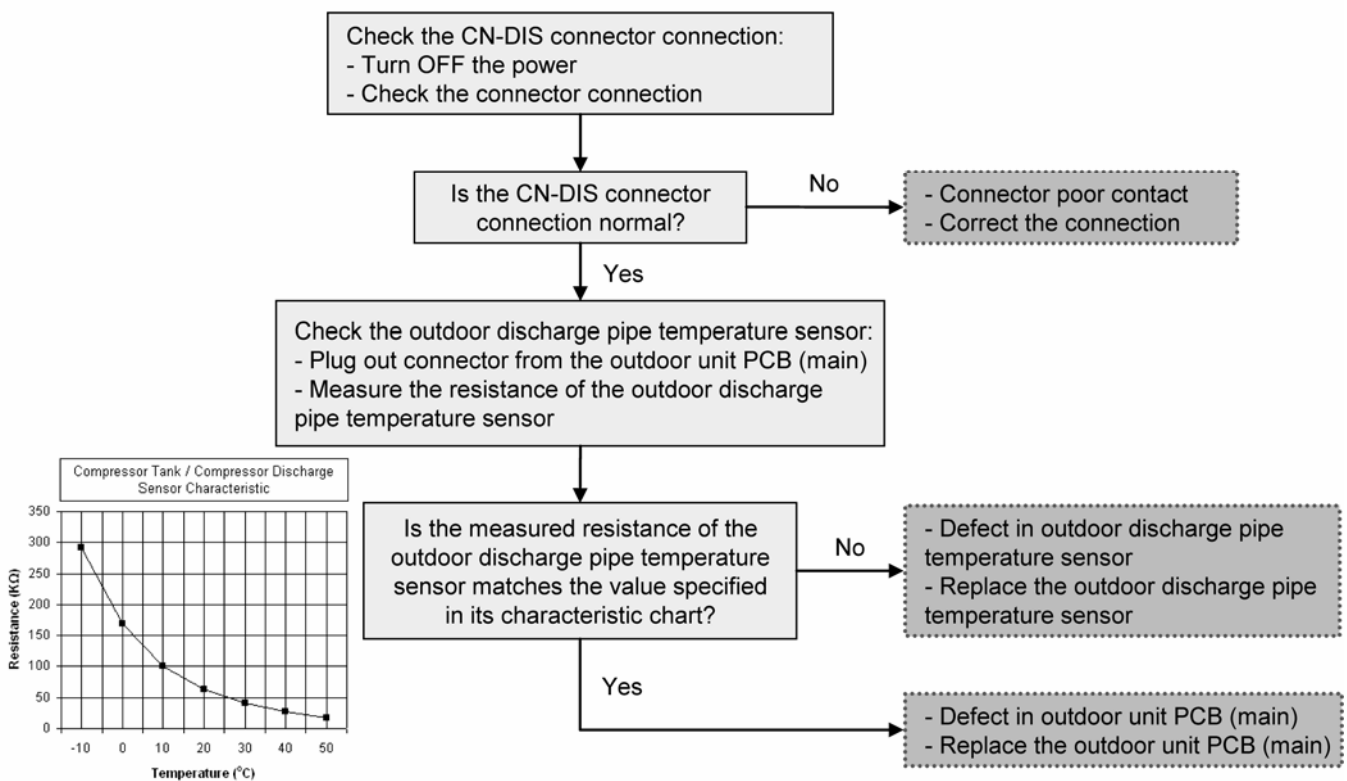 Check the CN-DIS connector connection:
- Turn OFF the power
- Check the connector connection
Is the CN-DIS connector
connection normal?
No
- Connector poor contact
- Correct the connection
Yes
Check the outdoor discharge pipe temperature sensor:
- Plug out connector from the outdoor unit PCB (main)
- Measure the resistance of the outdoor discharge
pipe temperature sensor
Compressor Tank / Compressor Discharge
Sensor Characteristic
Resistance (KΩ)
350
300
250
200
150
100
50
0
-10 0 10 20 30 40 50
Temperature (°C)
Is the measured resistance of the
outdoor discharge pipe temperature
sensor matches the value specified
in its characteristic chart?
No
- Defect in outdoor discharge pipe
temperature sensor
- Replace the outdoor discharge pipe
temperature sensor
Yes
- Defect in outdoor unit PCB (main)
- Replace the outdoor unit PCB (main)